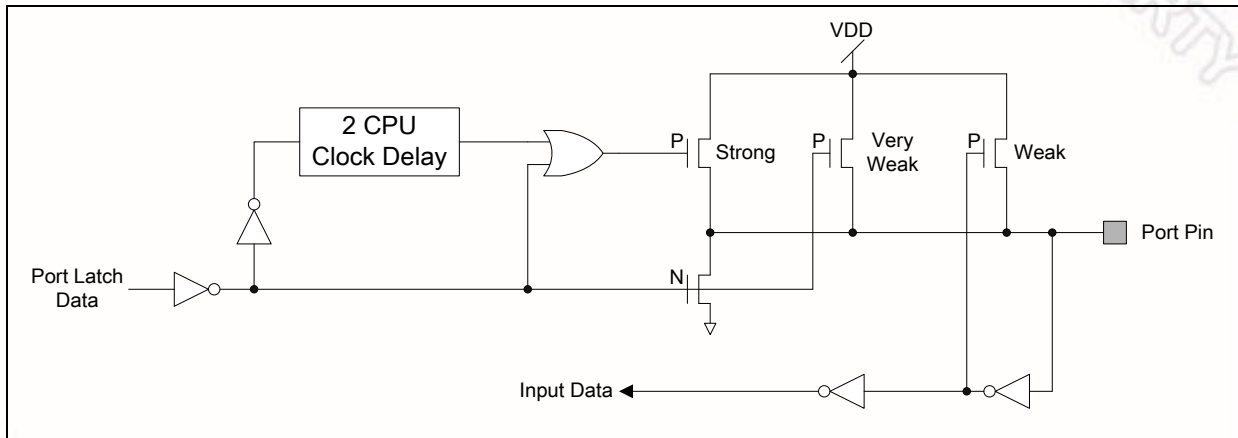 VDD
2 CPU
Clock Delay
P
Strong
P
Very
Weak
P
Weak
Port Pin
Port Latch
Data
N
Input Data